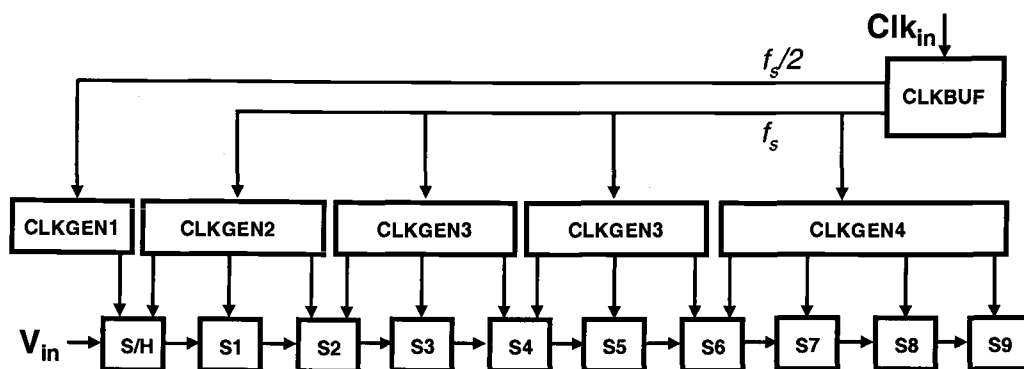 Clk_in
f_s/2
CLKBUF
f_s
CLKGEN1 CLKGEN2 CLKGEN3 CLKGEN3 CLKGEN4
V_in S/H S1 S2 S3 S4 S5 S6 S7 S8 S9